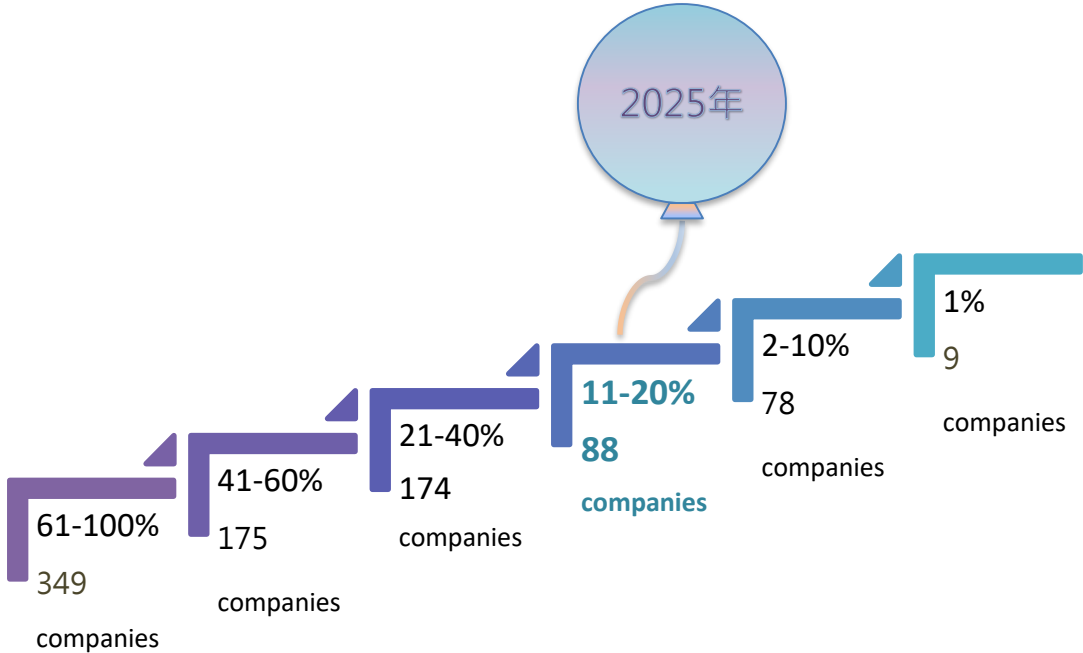 2025年
61-100%
349
companies
41-60%
175
companies
21-40%
174
companies
11-20%
88
companies
2-10%
78
companies
1%
9
companies